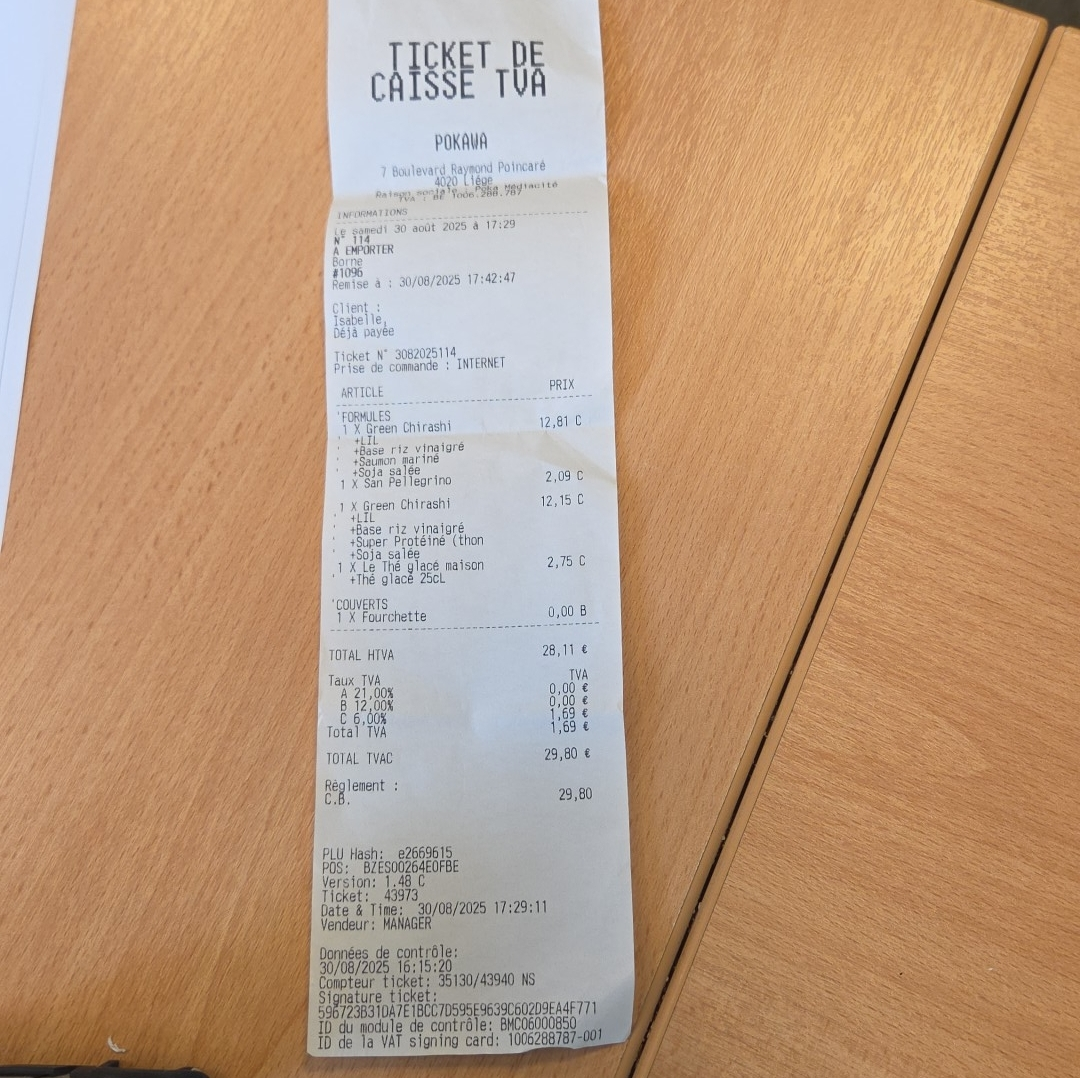 TICKET DE
CAISSE TVA
POKAWA
7 Boulevard Raymond Poincaré
4020 Liège
Raison sociale : Poka Médiacité
TVA : BE 1006.288.787
INFORMATIONS
Le samedi 30 août 2025 à 17:29
N° 114
A EMPORTER
Borne
#1096
Remise à : 30/08/2025 17:42:47
Client :
Isabelle,
Déjà payée
Ticket N° 3082025114
Prise de commande : INTERNET
ARTICLE PRIX
'FORMULES
1 X Green Chirashi 12,81 C
' +LIL
' +Base riz vinaigré
' +Saumon mariné
' +Soja salée
1 X San Pellegrino 2,09 C
1 X Green Chirashi 12,15 C
' +LIL
' +Base riz vinaigré
' +Super Protéiné (thon
' +Soja salée
1 X Le Thé glacé maison 2,75 C
' +Thé glacé 25cL
'COUVERTS
1 X Fourchette 0,00 B
TOTAL HTVA 28,11 €
Taux TVA TVA
A 21,00% 0,00 €
B 12,00% 0,00 €
C 6,00% 1,69 €
Total TVA 1,69 €
TOTAL TVAC 29,80 €
Règlement :
C.B. 29,80
PLU Hash: e2669615
POS: BZES00264E0FBE
Version: 1.48 C
Ticket: 43973
Date & Time: 30/08/2025 17:29:11
Vendeur: MANAGER
Données de contrôle:
30/08/2025 16:15:20
Compteur ticket: 35130/43940 NS
Signature ticket:
596723B31DA7E1BCC7D595E9639C602D9EA4F771
ID du module de contrôle: BMC06000850
ID de la VAT signing card: 1006288787-001